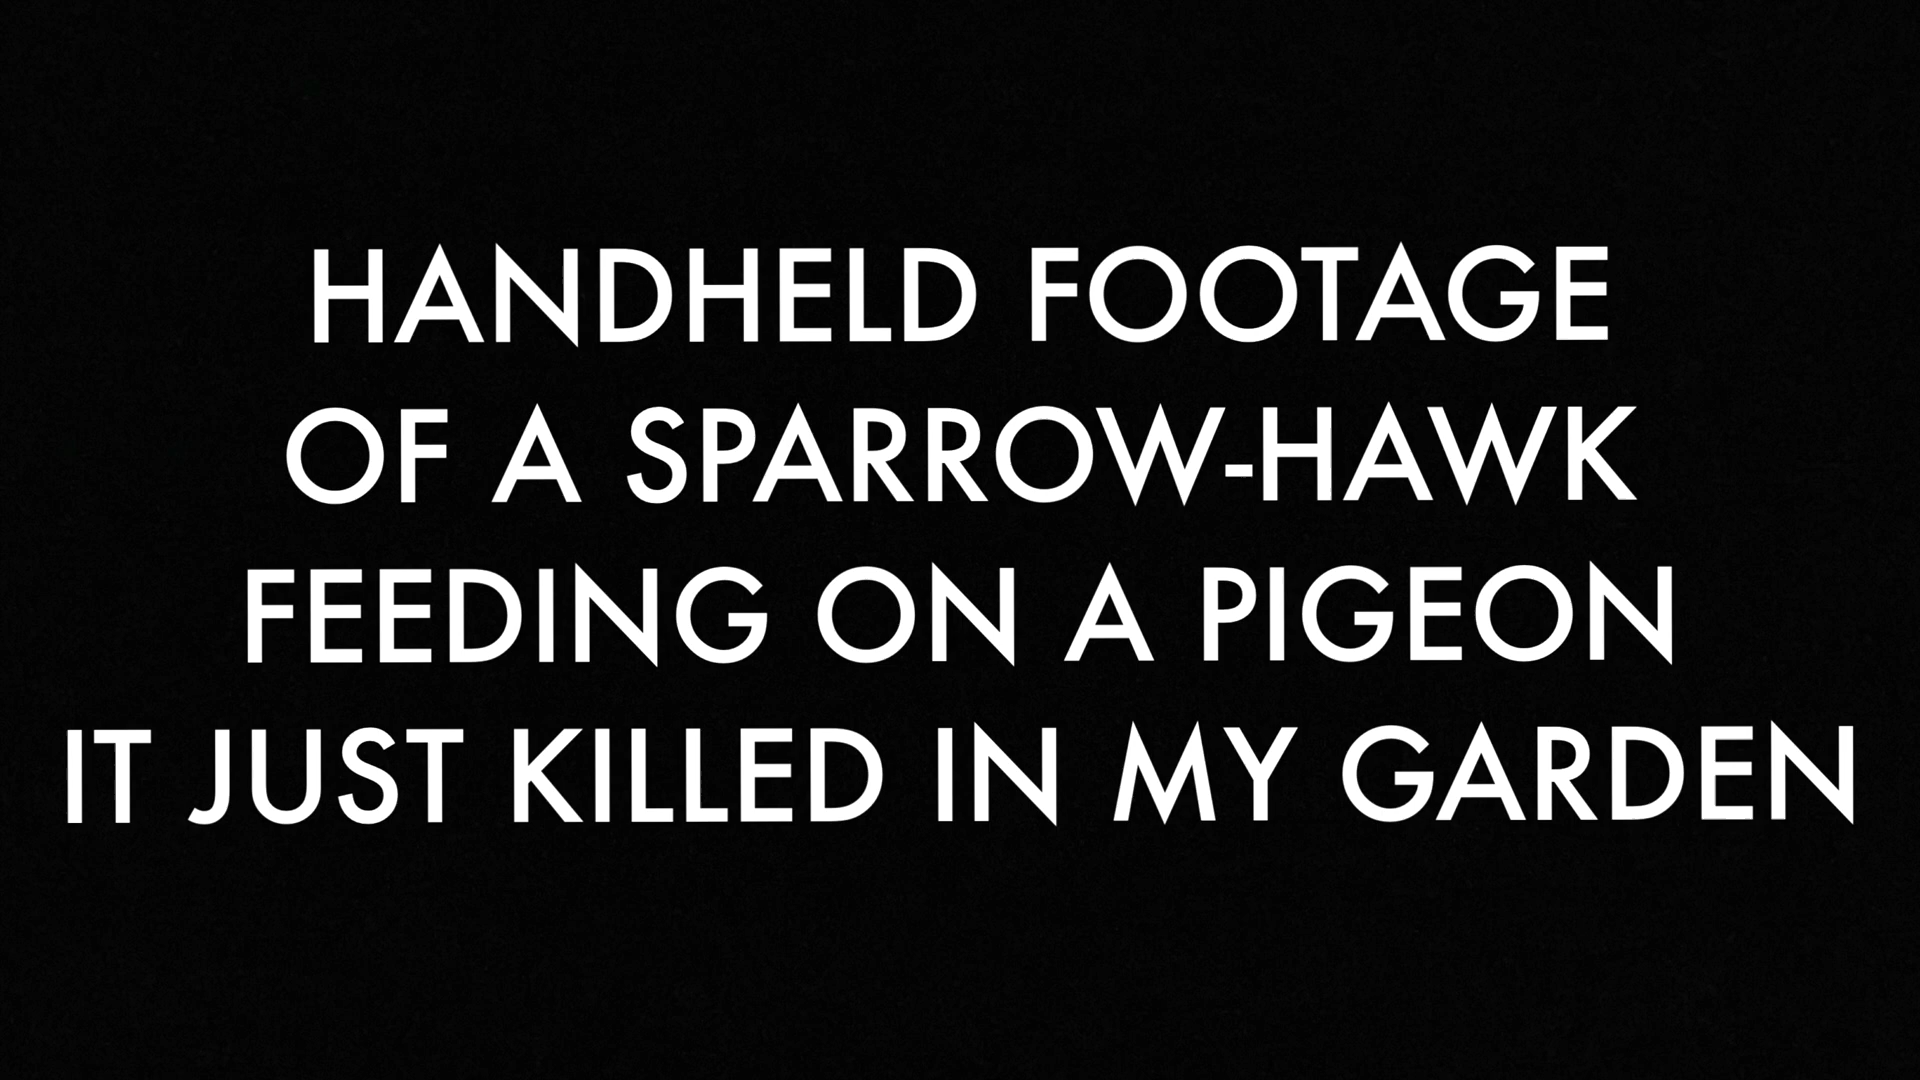 HANDHELD FOOTAGE
OF A SPARROW-HAWK
FEEDING ON A PIGEON
IT JUST KILLED IN MY GARDEN